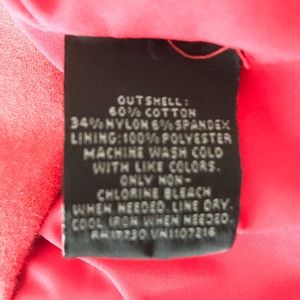 OUTSHELL:
60% COTTON
34% NYLON 6% SPANDEX
LINING: 100% POLYESTER
MACHINE WASH COLD
WITH LIKE COLORS.
ONLY NON-
CHLORINE BLEACH
WHEN NEEDED. LINE DRY.
COOL IRON WHEN NEEDED.